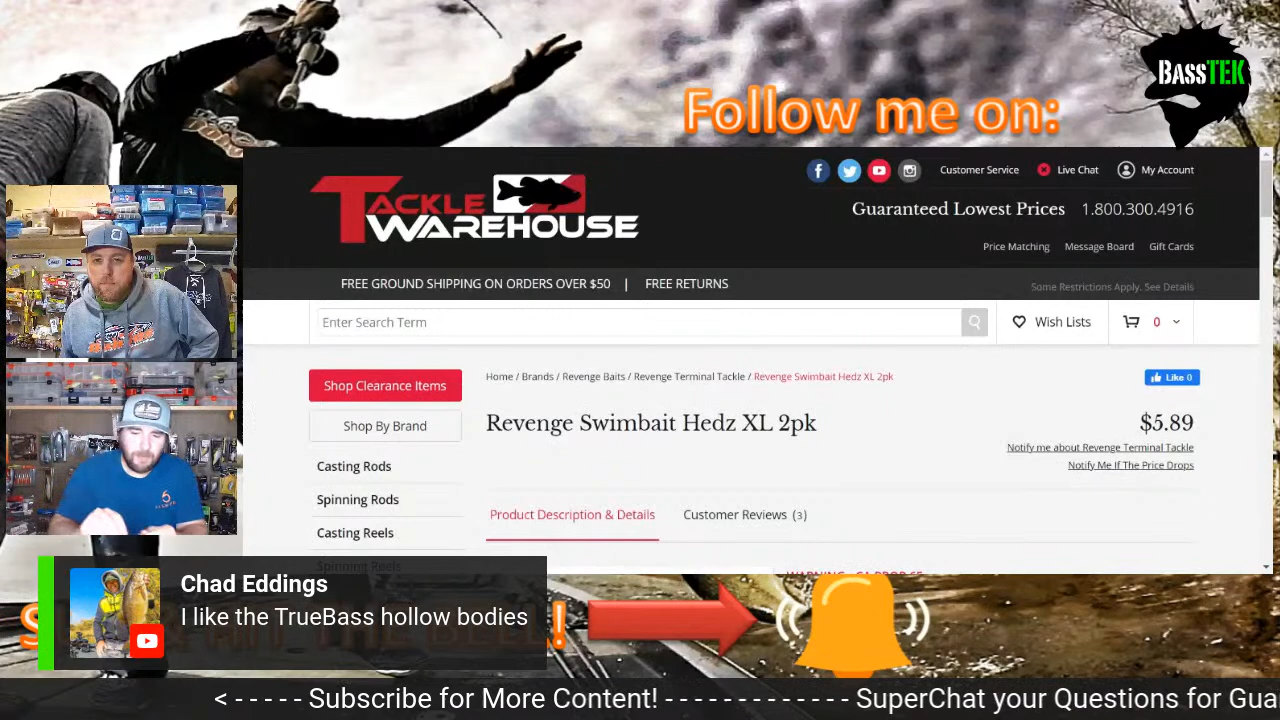 BASSTEK
Follow me on:
TACKLE
WAREHOUSE
Customer Service
Live Chat
My Account
Guaranteed Lowest Prices 1.800.300.4916
Price Matching Message Board Gift Cards
FREE GROUND SHIPPING ON ORDERS OVER $50 | FREE RETURNS
Some Restrictions Apply. See Details
Enter Search Term
Wish Lists
0
Shop Clearance Items
Home / Brands / Revenge Baits / Revenge Terminal Tackle / Revenge Swimbait Hedz XL 2pk
Like 0
Shop By Brand
Revenge Swimbait Hedz XL 2pk
$5.89
Notify me about Revenge Terminal Tackle
Notify Me If The Price Drops
Casting Rods
Spinning Rods
Casting Reels
Spinning Reels
Product Description & Details
Customer Reviews (3)
Chad Eddings
I like the TrueBass hollow bodies
< - - - - - Subscribe for More Content! - - - - - - - - - - - - - SuperChat your Questions for Gua